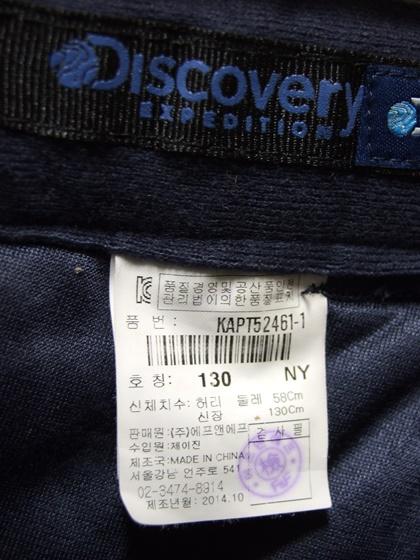 Discovery
EXPEDITION
품질경영및공산품안전
관리법에의한품질표시
품 번 : KAPT52461-1
호 칭: 130 NY
신체치수: 허리 둘레 58Cm
신장 130Cm
판매원:(주)에프앤에프
수입원:제이진
검사필
제조국:MADE IN CHINA
서울강남 언주로 541
02-3474-8914
제조년월:2014.10
檢
F&F